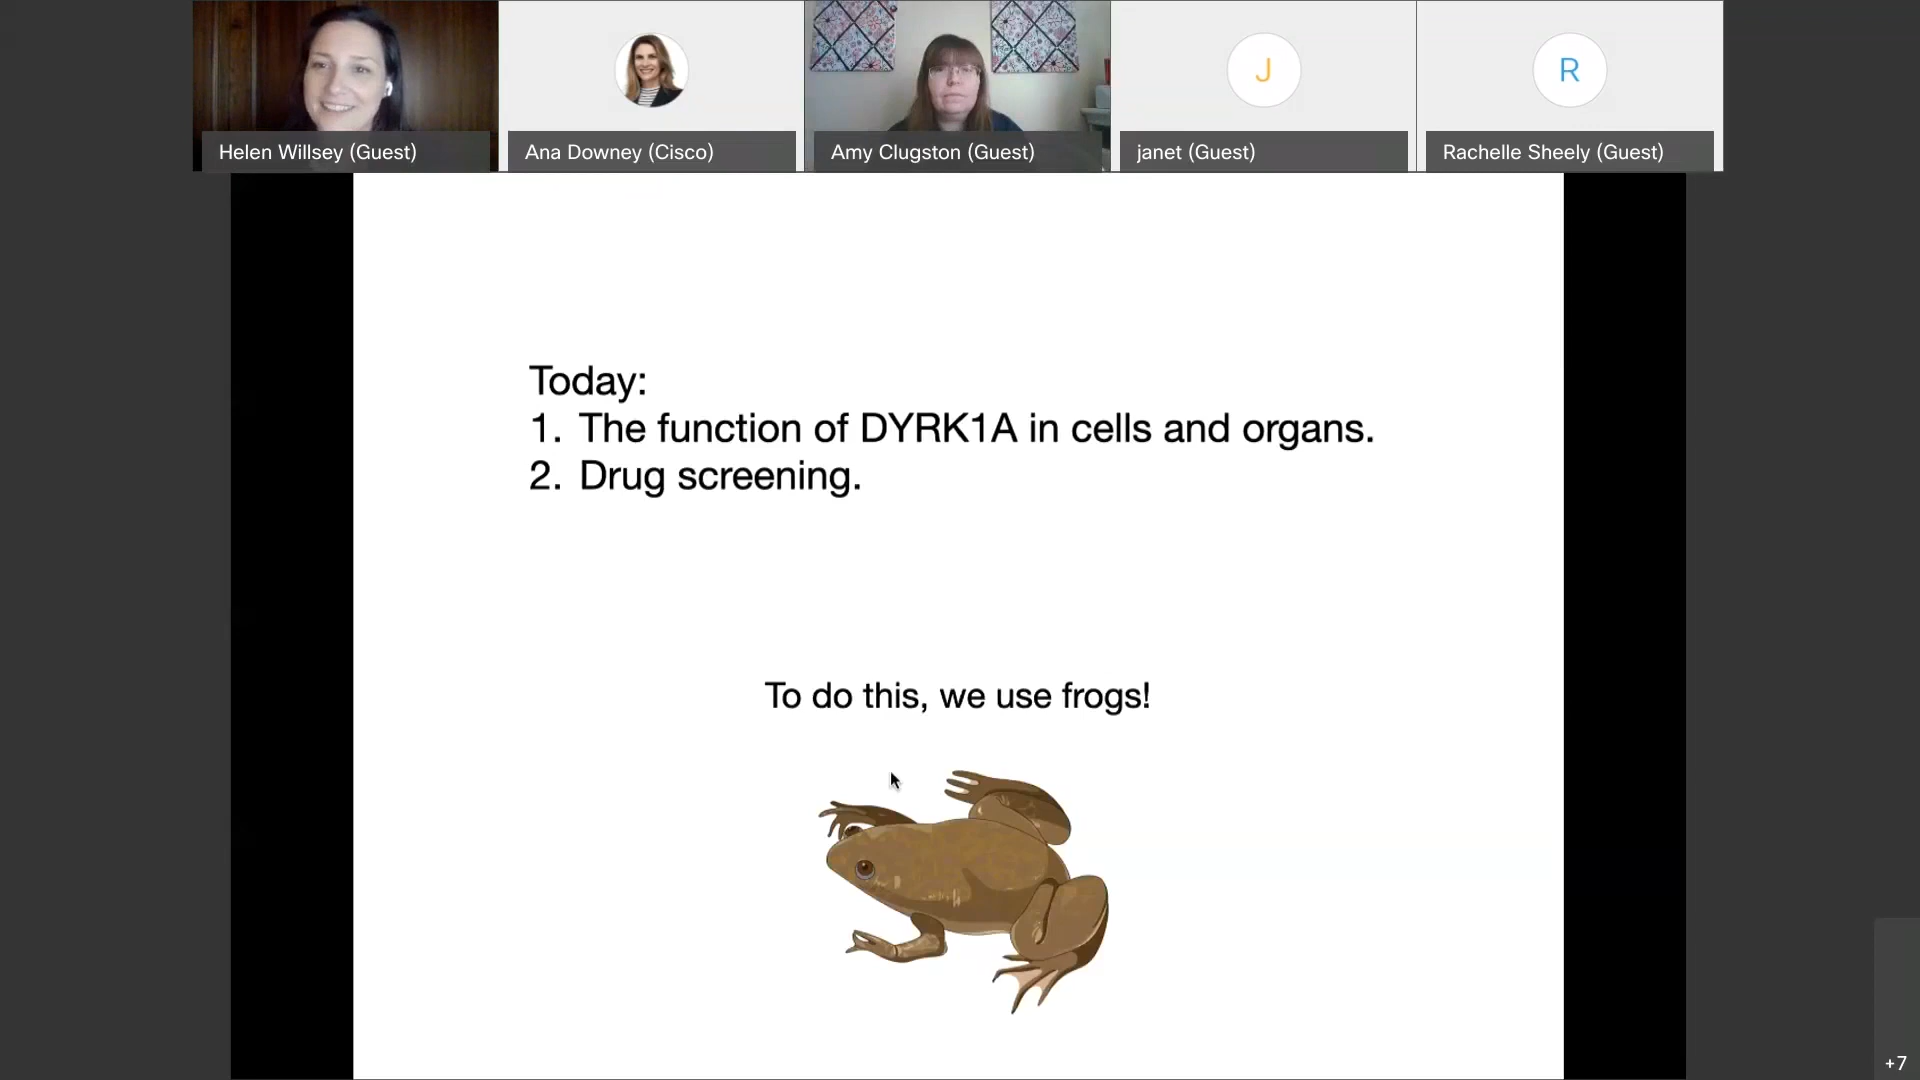 Helen Willsey (Guest)
Ana Downey (Cisco)
Amy Clugston (Guest)
J
janet (Guest)
R
Rachelle Sheely (Guest)
Today:
1. The function of DYRK1A in cells and organs.
2. Drug screening.
To do this, we use frogs!
+7